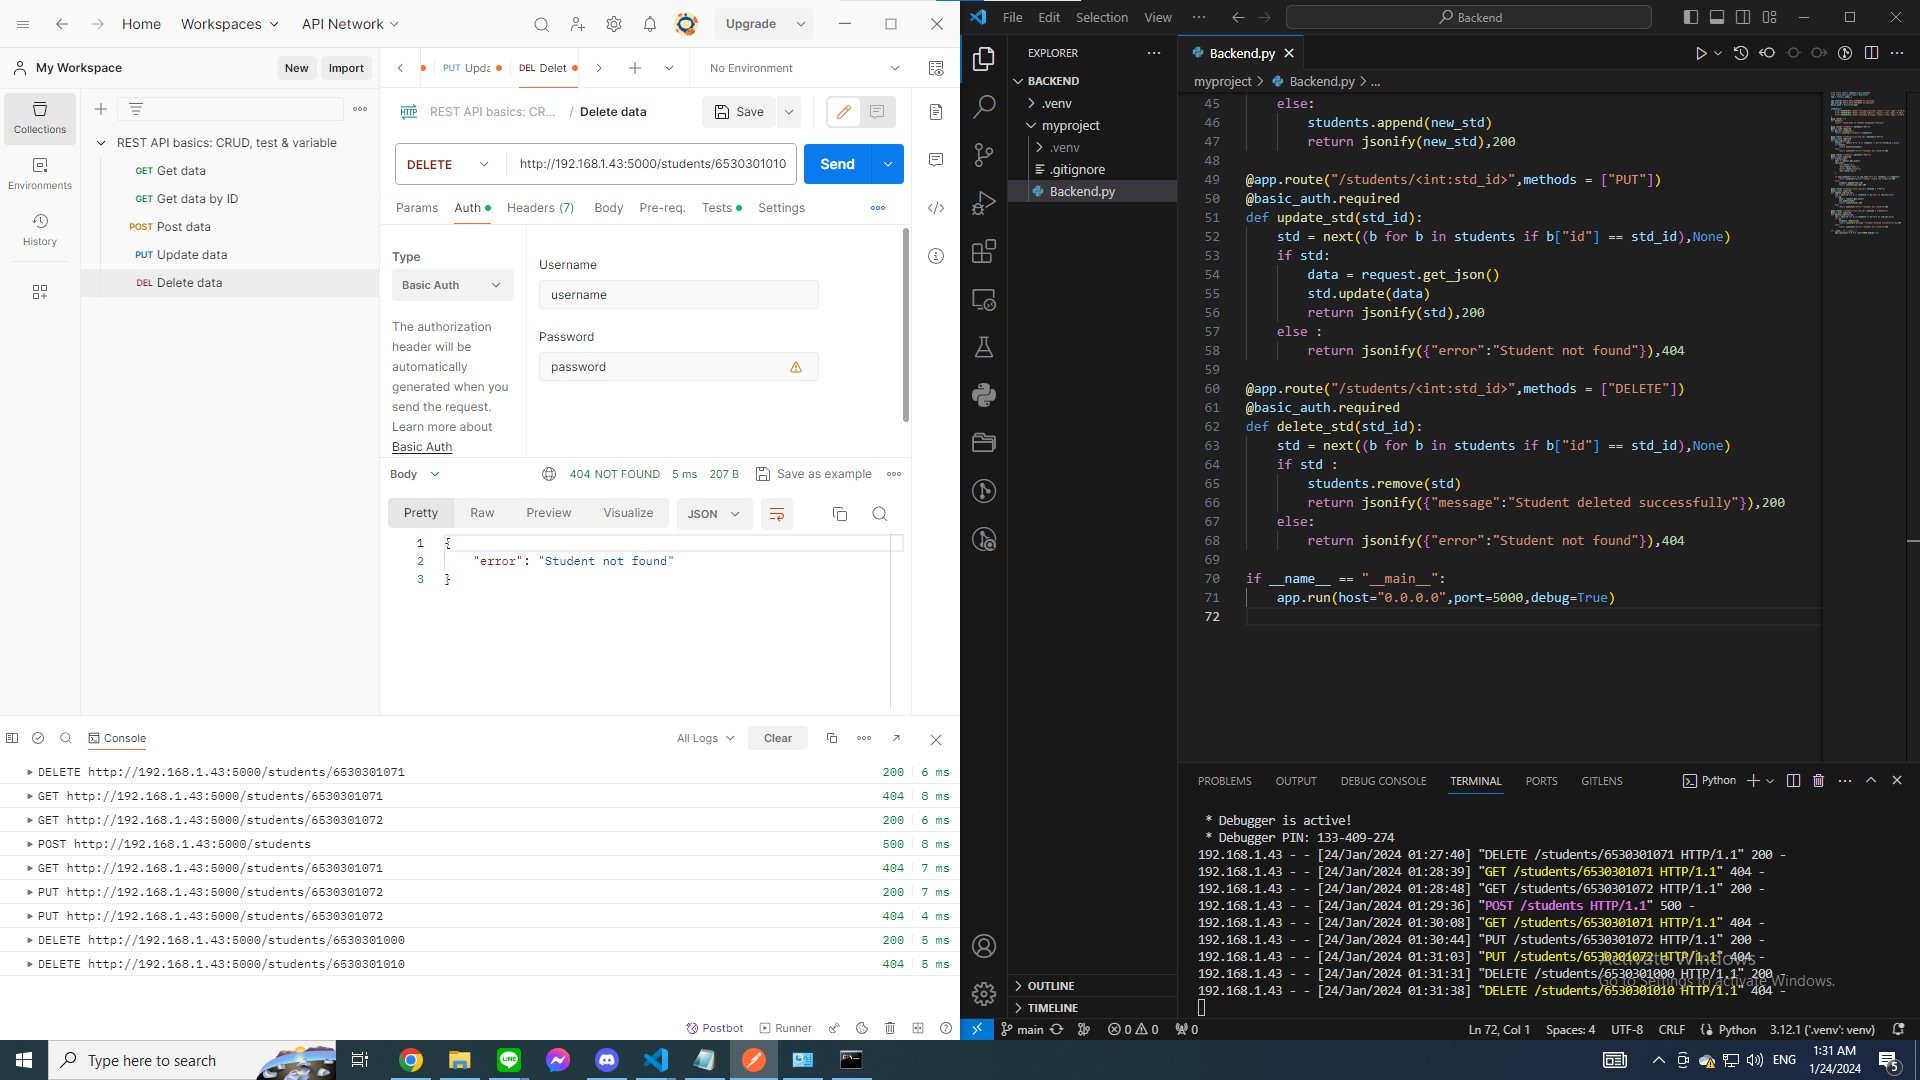 Home
Workspaces
API Network
Upgrade
My Workspace
New
Import
PUT Upda
DEL Delet
No Environment
Collections
Environments
History
REST API basics: CRUD, test & variable
GET Get data
GET Get data by ID
POST Post data
PUT Update data
DEL Delete data
HTTP
REST API basics: CR... / Delete data
Save
DELETE
http://192.168.1.43:5000/students/6530301010
Send
Params
Auth
Headers (7)
Body
Pre-req.
Tests
Settings
Type
Basic Auth
The authorization
header will be
automatically
generated when you
send the request.
Learn more about
Basic Auth
Username
username
Password
password
Body
404 NOT FOUND
5 ms
207 B
Save as example
Pretty
Raw
Preview
Visualize
JSON
1 {
2 "error": "Student not found"
3 }
Console
All Logs
Clear
DELETE http://192.168.1.43:5000/students/6530301071 200 6 ms
GET http://192.168.1.43:5000/students/6530301071 404 8 ms
GET http://192.168.1.43:5000/students/6530301072 200 6 ms
POST http://192.168.1.43:5000/students 500 8 ms
GET http://192.168.1.43:5000/students/6530301071 404 7 ms
PUT http://192.168.1.43:5000/students/6530301072 200 7 ms
PUT http://192.168.1.43:5000/students/6530301072 404 4 ms
DELETE http://192.168.1.43:5000/students/6530301000 200 5 ms
DELETE http://192.168.1.43:5000/students/6530301010 404 5 ms
Postbot
Runner
File
Edit
Selection
View
Backend
EXPLORER
BACKEND
.venv
myproject
.venv
.gitignore
Backend.py
Backend.py
myproject > Backend.py > ...
45 else:
46 students.append(new_std)
47 return jsonify(new_std),200
48
49 @app.route("/students/<int:std_id>",methods = ["PUT"])
50 @basic_auth.required
51 def update_std(std_id):
52 std = next((b for b in students if b["id"] == std_id),None)
53 if std:
54 data = request.get_json()
55 std.update(data)
56 return jsonify(std),200
57 else :
58 return jsonify({"error":"Student not found"}),404
59
60 @app.route("/students/<int:std_id>",methods = ["DELETE"])
61 @basic_auth.required
62 def delete_std(std_id):
63 std = next((b for b in students if b["id"] == std_id),None)
64 if std :
65 students.remove(std)
66 return jsonify({"message":"Student deleted successfully"}),200
67 else:
68 return jsonify({"error":"Student not found"}),404
69
70 if __name__ == "__main__":
71 app.run(host="0.0.0.0",port=5000,debug=True)
72
PROBLEMS
OUTPUT
DEBUG CONSOLE
TERMINAL
PORTS
GITLENS
Python
* Debugger is active!
* Debugger PIN: 133-409-274
192.168.1.43 - - [24/Jan/2024 01:27:40] "DELETE /students/6530301071 HTTP/1.1" 200 -
192.168.1.43 - - [24/Jan/2024 01:28:39] "GET /students/6530301071 HTTP/1.1" 404 -
192.168.1.43 - - [24/Jan/2024 01:28:48] "GET /students/6530301072 HTTP/1.1" 200 -
192.168.1.43 - - [24/Jan/2024 01:29:36] "POST /students HTTP/1.1" 500 -
192.168.1.43 - - [24/Jan/2024 01:30:08] "GET /students/6530301071 HTTP/1.1" 404 -
192.168.1.43 - - [24/Jan/2024 01:30:44] "PUT /students/6530301072 HTTP/1.1" 200 -
192.168.1.43 - - [24/Jan/2024 01:31:03] "PUT /students/6530301072 HTTP/1.1" 404 -
192.168.1.43 - - [24/Jan/2024 01:31:31] "DELETE /students/6530301000 HTTP/1.1" 200 -
192.168.1.43 - - [24/Jan/2024 01:31:38] "DELETE /students/6530301010 HTTP/1.1" 404 -
Activate Windows
Go to Settings to activate Windows.
OUTLINE
TIMELINE
main
0
0
0
Ln 72, Col 1
Spaces: 4
UTF-8
CRLF
Python
3.12.1 ('.venv': venv)
Type here to search
LINE
ENG
1:31 AM
1/24/2024
5